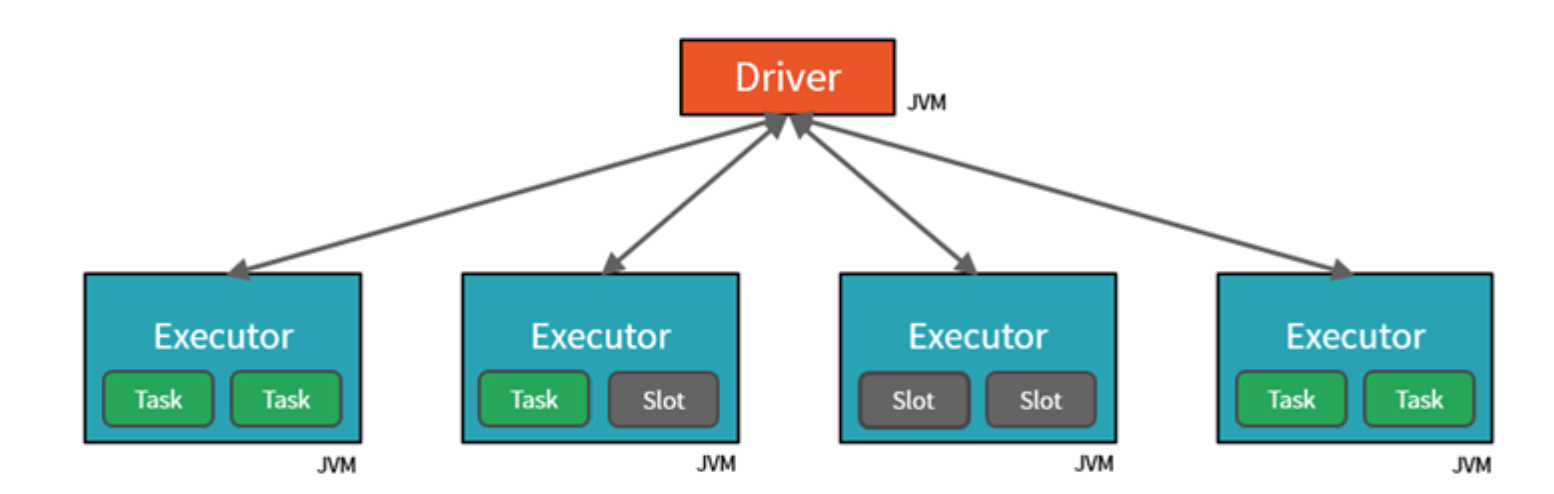 Driver
JVM
Executor
Task Task
JVM
Executor
Task Slot
JVM
Executor
Slot Slot
JVM
Executor
Task Task
JVM